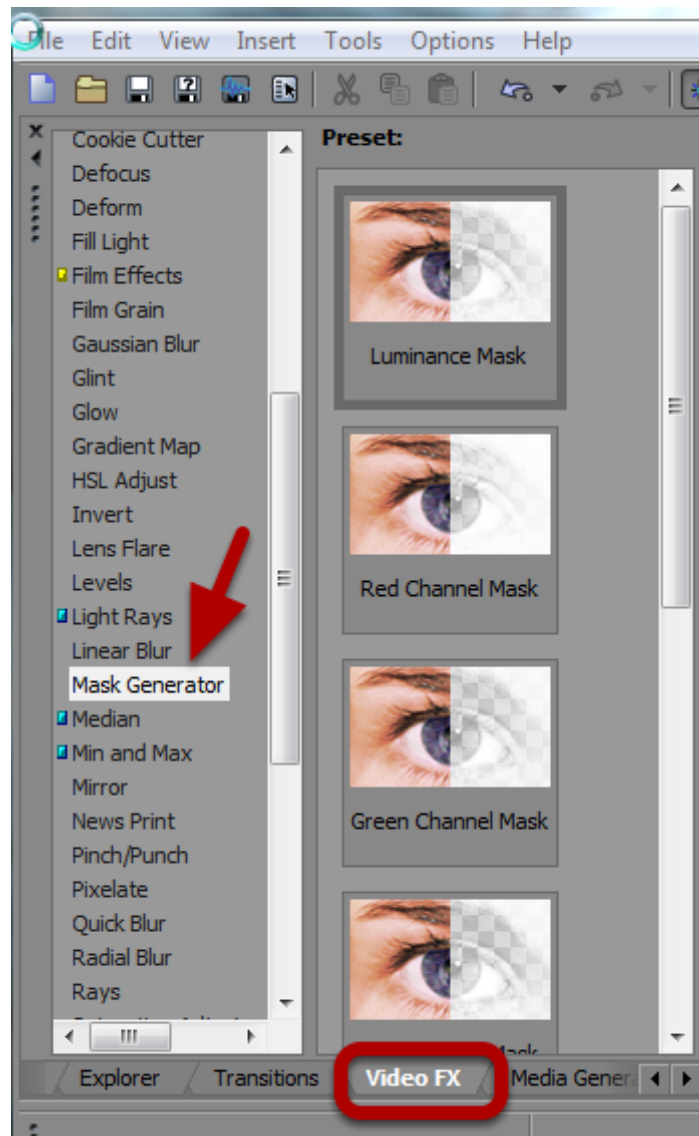 File Edit View Insert Tools Options Help
Cookie Cutter
Defocus
Deform
Fill Light
Film Effects
Film Grain
Gaussian Blur
Glint
Glow
Gradient Map
HSL Adjust
Invert
Lens Flare
Levels
Light Rays
Linear Blur
Mask Generator
Median
Min and Max
Mirror
News Print
Pinch/Punch
Pixelate
Quick Blur
Radial Blur
Rays
Preset:
Luminance Mask
Red Channel Mask
Green Channel Mask
Mask
Explorer Transitions Video FX Media Gener